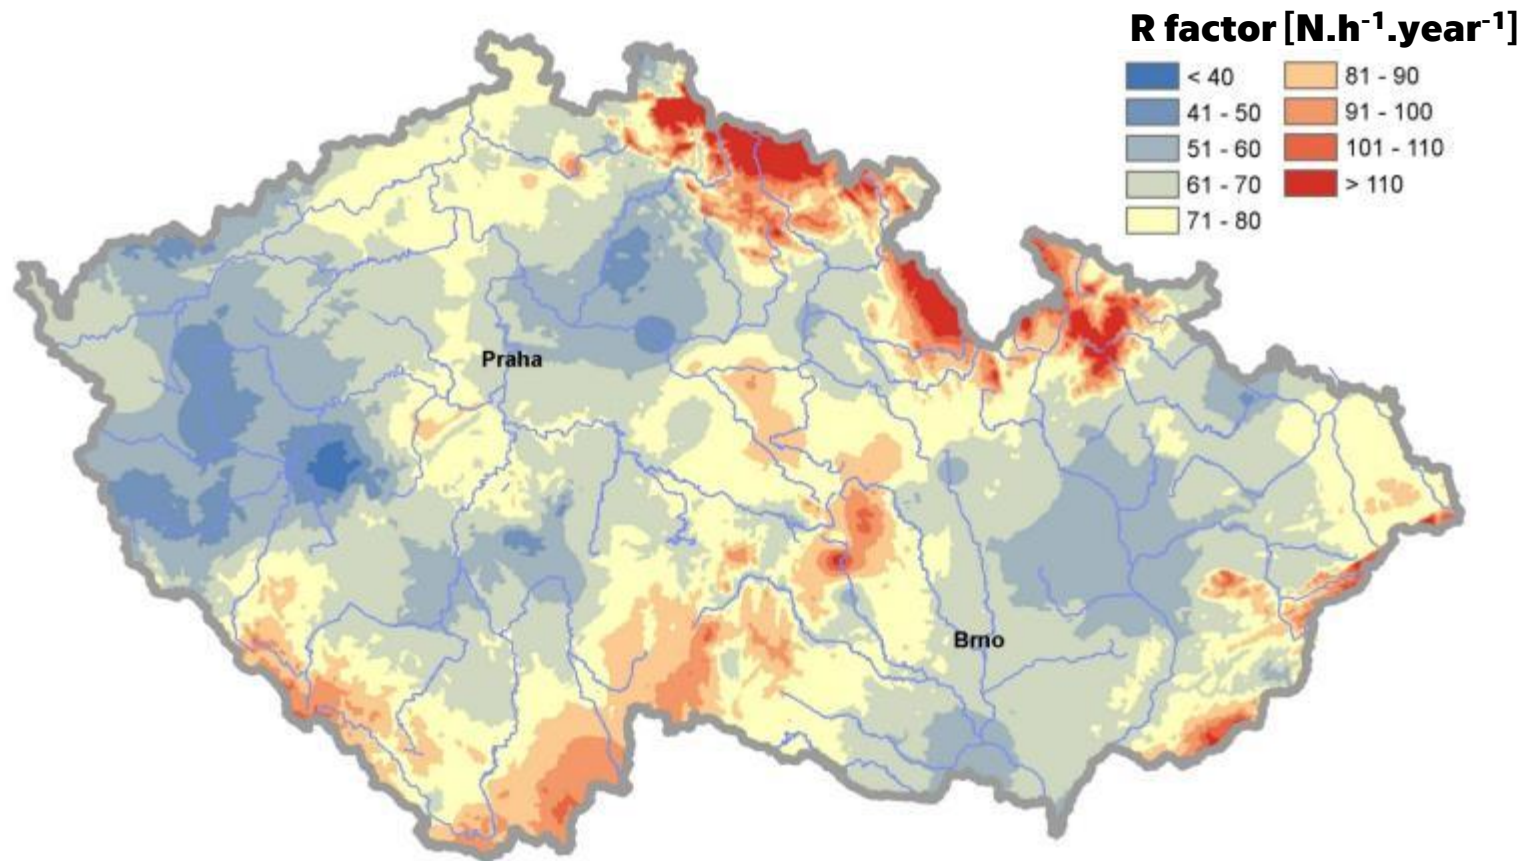 R factor [N.h-1.year-1]
< 40
41 - 50
51 - 60
61 - 70
71 - 80
81 - 90
91 - 100
101 - 110
> 110
Praha
Brno